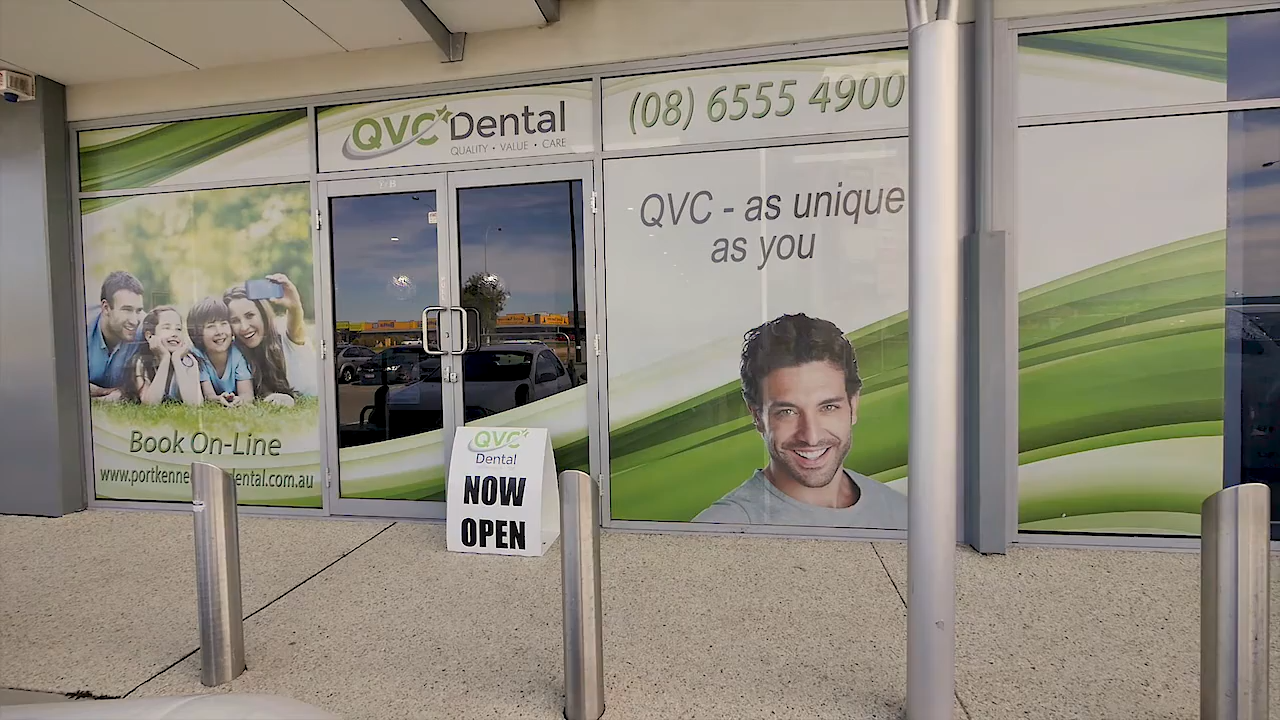 QVC Dental
QUALITY • VALUE • CARE
(08) 6555 4900
QVC - as unique
as you
Book On-Line
QVC
Dental
NOW
OPEN